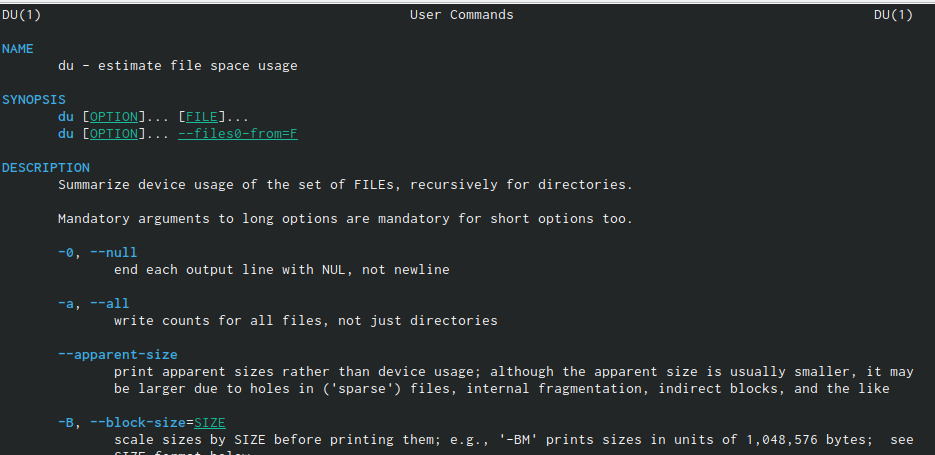 DU(1) User Commands DU(1)
NAME
du - estimate file space usage
SYNOPSIS
du [OPTION]... [FILE]...
du [OPTION]... --files0-from=F
DESCRIPTION
Summarize device usage of the set of FILEs, recursively for directories.
Mandatory arguments to long options are mandatory for short options too.
-0, --null
end each output line with NUL, not newline
-a, --all
write counts for all files, not just directories
--apparent-size
print apparent sizes rather than device usage; although the apparent size is usually smaller, it may
be larger due to holes in ('sparse') files, internal fragmentation, indirect blocks, and the like
-B, --block-size=SIZE
scale sizes by SIZE before printing them; e.g., '-BM' prints sizes in units of 1,048,576 bytes; see
SIZE format below